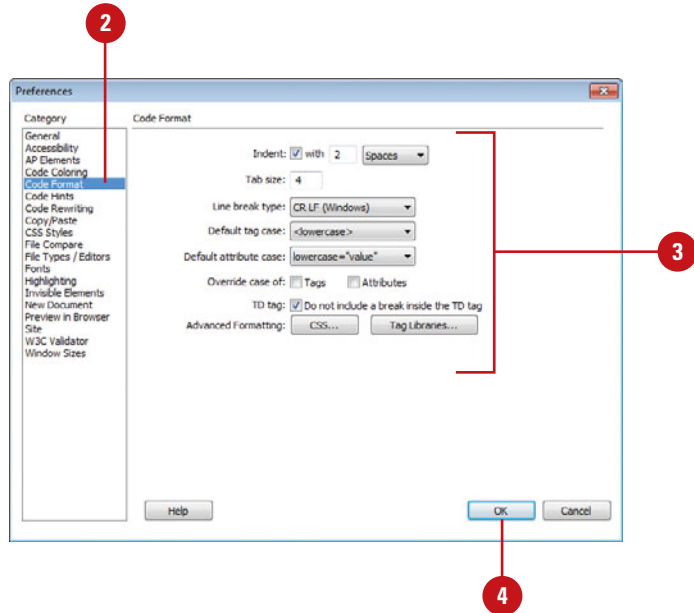 2
Preferences
Category
Code Format
General
Accessibility
AP Elements
Code Coloring
Code Format
Code Hints
Code Rewriting
Copy/Paste
CSS Styles
File Compare
File Types / Editors
Fonts
Highlighting
Invisible Elements
New Document
Preview in Browser
Site
W3C Validator
Window Sizes
Indent: with 2 Spaces
Tab size: 4
Line break type: CR LF (Windows)
Default tag case: <lowercase>
Default attribute case: lowercase="value"
Override case of: Tags Attributes
TD tag: Do not include a break inside the TD tag
Advanced Formatting: CSS... Tag Libraries...
3
Help OK Cancel
4